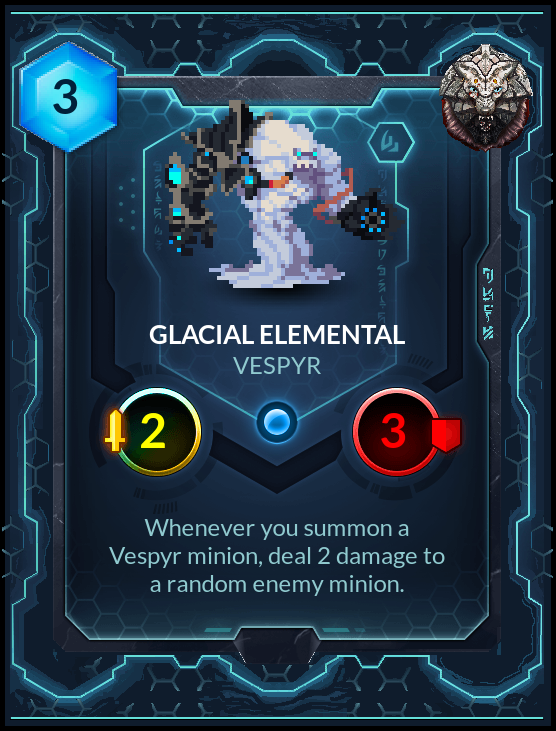 3
GLACIAL ELEMENTAL
VESPYR
2
3
Whenever you summon a
Vespyr minion, deal 2 damage to
a random enemy minion.